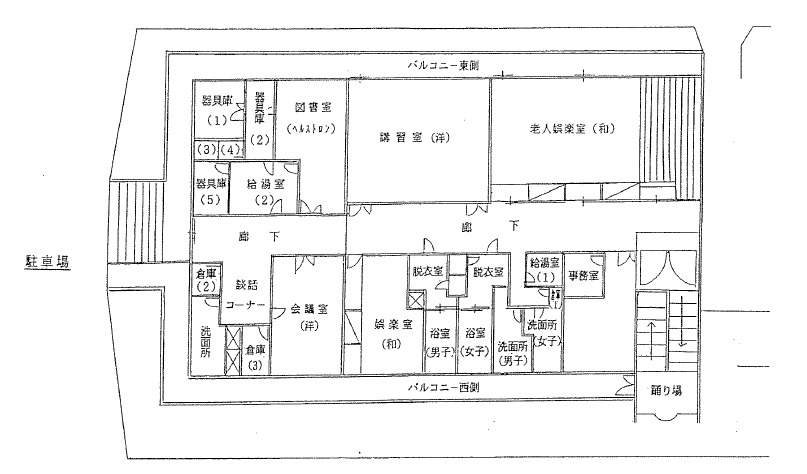 バルコニー東側
器具庫
(1)
器具庫
(2)
図書室
(ヘルストロン)
講習室(洋)
老人娯楽室(和)
(3)
(4)
器具庫
(5)
給湯室
(2)
廊下
廊下
駐車場
倉庫
(2)
談話
コーナー
会議室
(洋)
脱衣室
脱衣室
給湯室
(1)
事務室
洗面所
倉庫
(3)
娯楽室
(和)
浴室
(男子)
浴室
(女子)
洗面所
(男子)
洗面所
(女子)
バルコニー西側
踊り場